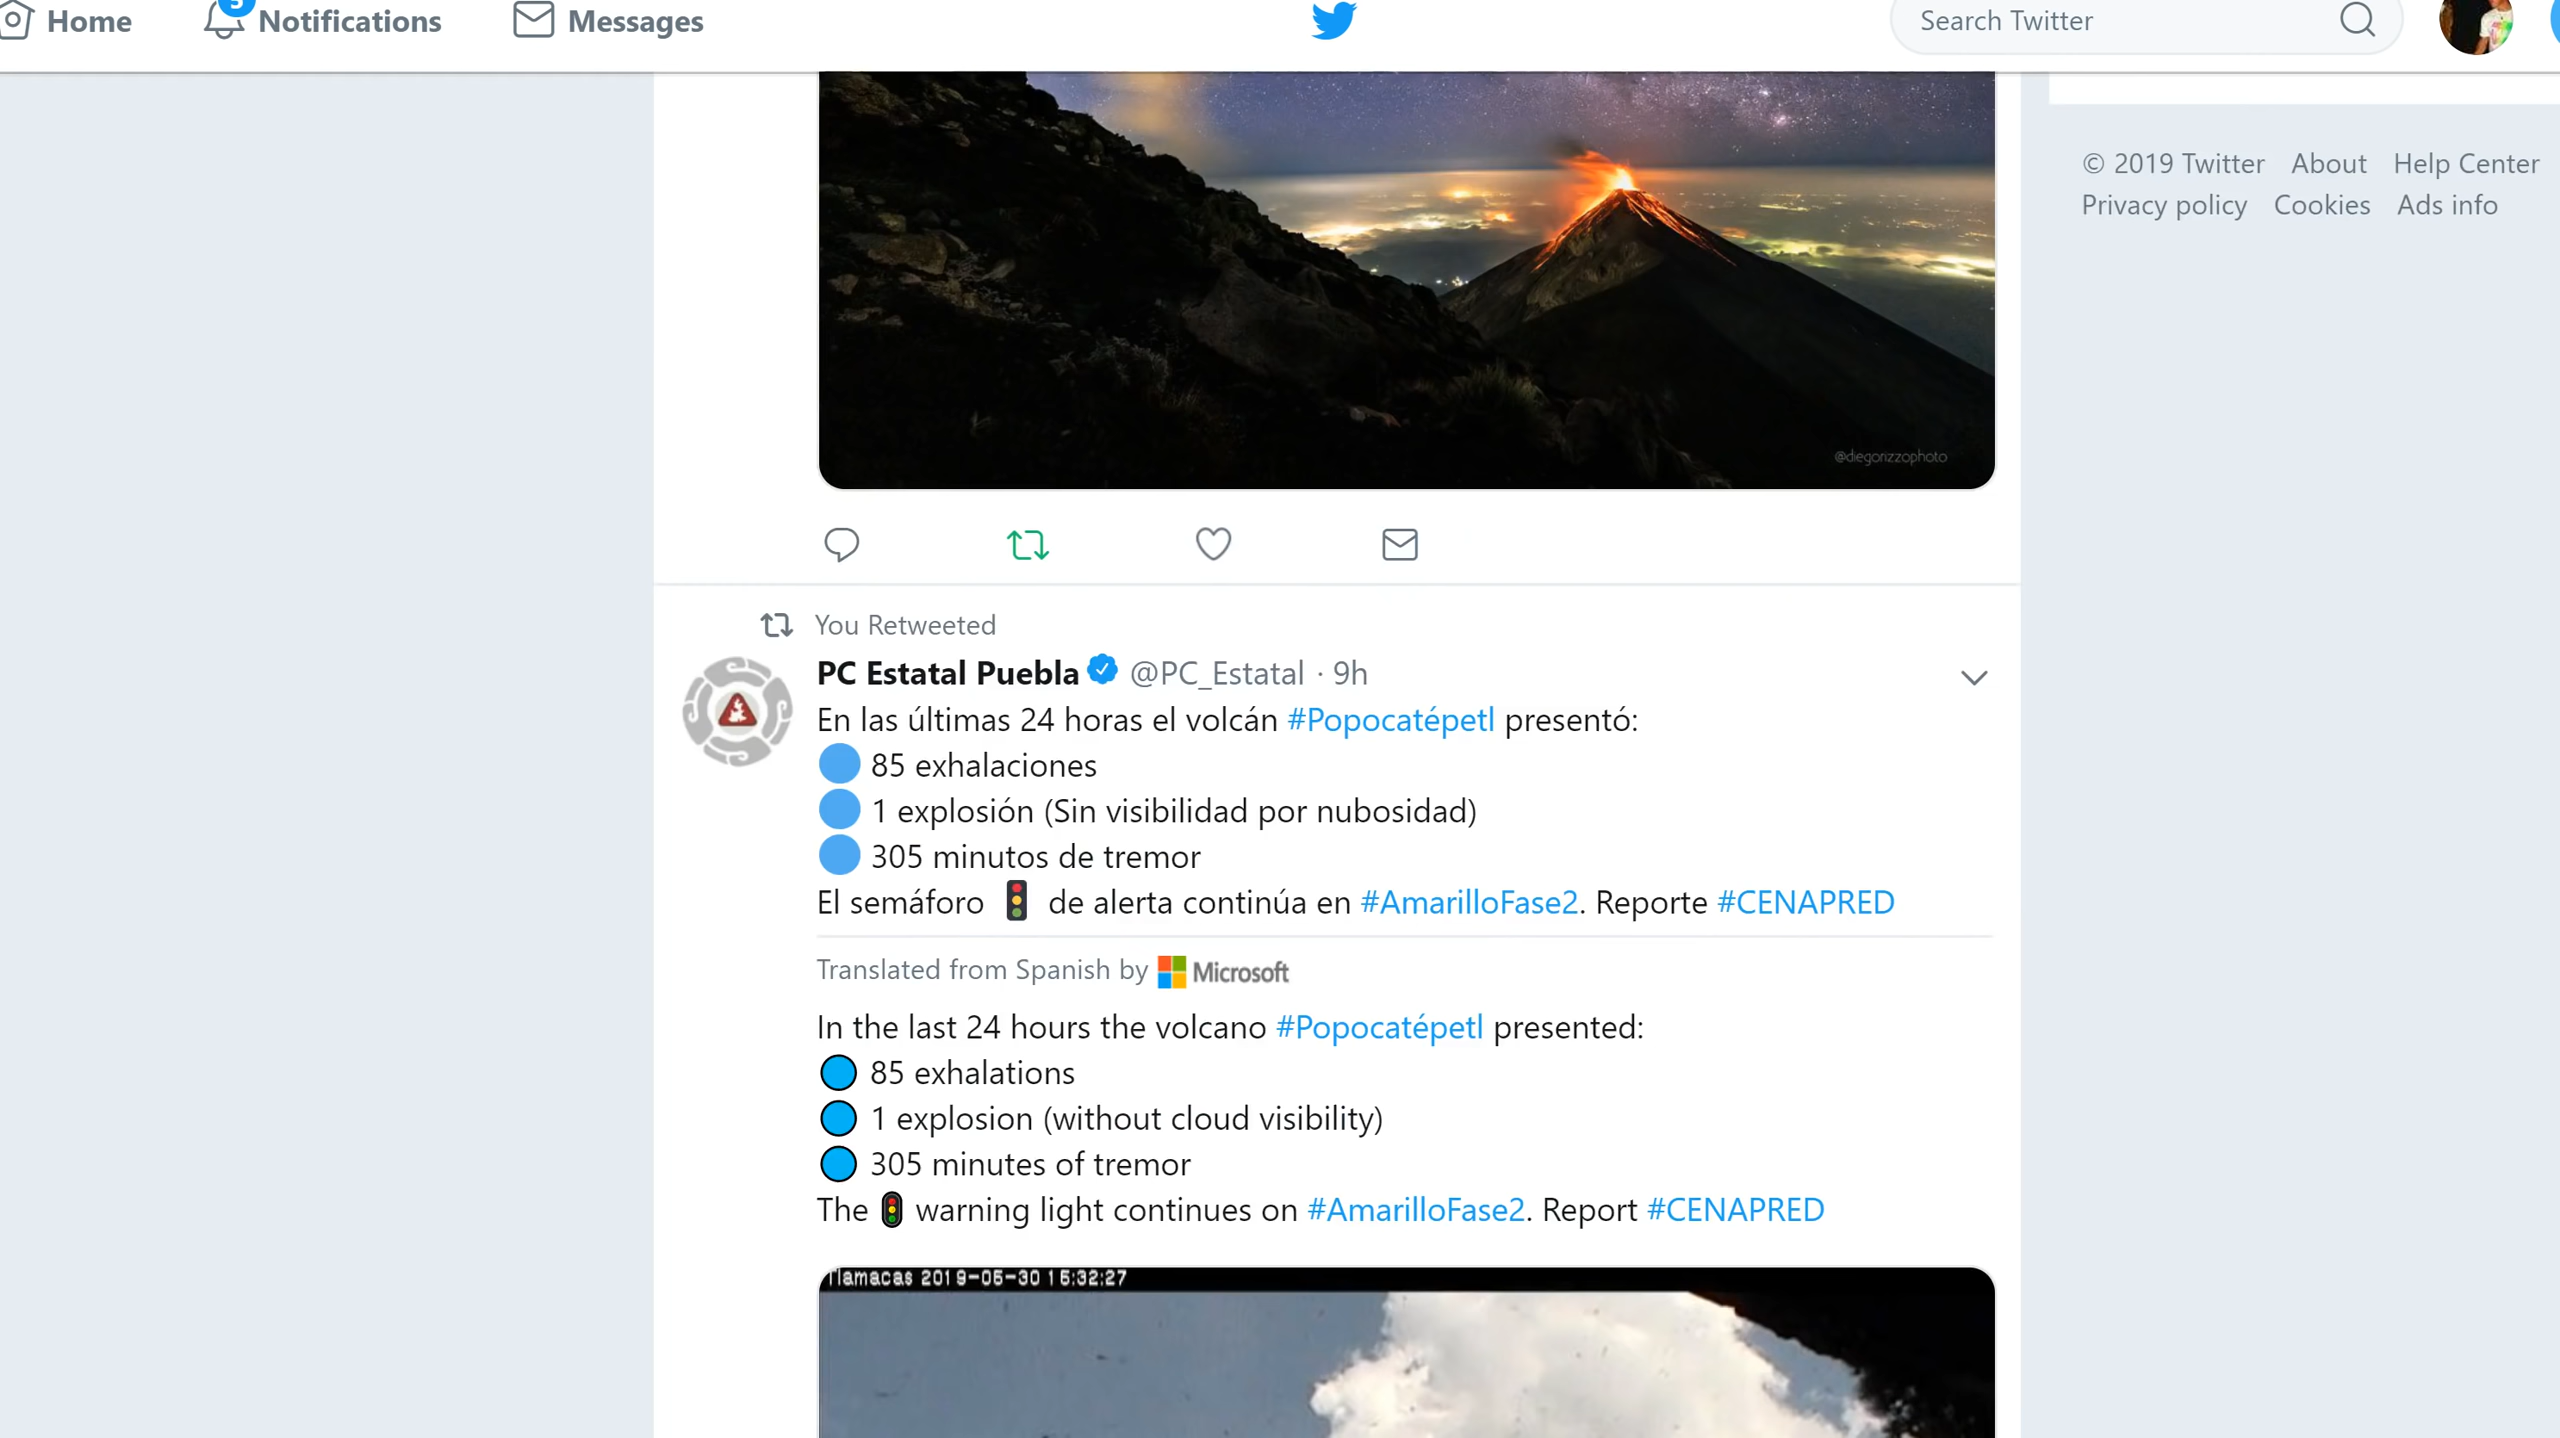 Home
5
Notifications
Messages
Search Twitter
© 2019 Twitter About Help Center
Privacy policy Cookies Ads info
@diegorizzophoto
You Retweeted
PC Estatal Puebla @PC_Estatal · 9h
En las últimas 24 horas el volcán #Popocatépetl presentó:
85 exhalaciones
1 explosión (Sin visibilidad por nubosidad)
305 minutos de tremor
El semáforo 🚦 de alerta continúa en #AmarilloFase2. Reporte #CENAPRED
Translated from Spanish by Microsoft
In the last 24 hours the volcano #Popocatépetl presented:
85 exhalations
1 explosion (without cloud visibility)
305 minutes of tremor
The 🚦 warning light continues on #AmarilloFase2. Report #CENAPRED
Tlamacas 2019-05-30 15:32:27